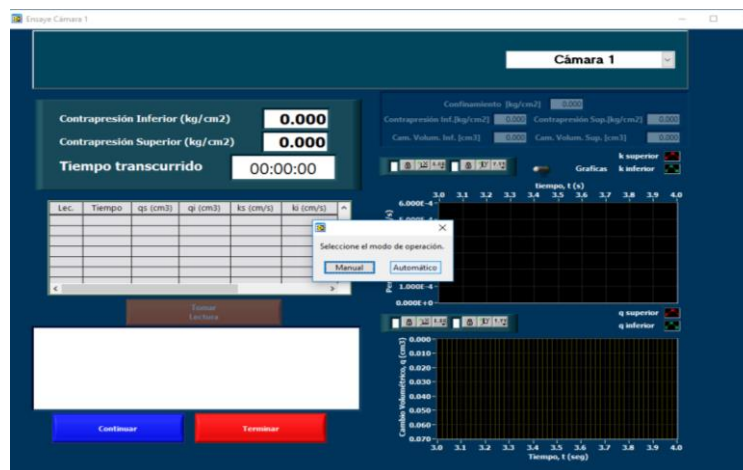 Ensaye Cámara 1
Cámara 1
Contrapresión Inferior (kg/cm2) 0.000
Contrapresión Superior (kg/cm2) 0.000
Tiempo transcurrido 00:00:00
Confinamiento [kg/cm2] 0.000
Contrapresión Inf.[kg/cm2] 0.000 Contrapresión Sup.[kg/cm2] 0.000
Cam. Volum. Inf. [cm3] 0.000 Cam. Volum. Sup. [cm3] 0.000
Graficas
k superior
k inferior
tiempo, t (s)
3.0 3.1 3.2 3.3 3.4 3.5 3.6 3.7 3.8 3.9 4.0
6.000E-4
1.000E-4
0.000E+0
Lec. Tiempo qs (cm3) qi (cm3) ks (cm/s) ki (cm/s)
Seleccione el modo de operación.
Manual Automático
Tomar
Lectura
q superior
q inferior
Cambio Volumétrico, q (cm3)
0.000
0.010
0.020
0.030
0.040
0.050
0.060
0.070
3.0 3.1 3.2 3.3 3.4 3.5 3.6 3.7 3.8 3.9 4.0
Tiempo, t (seg)
Continuar Terminar